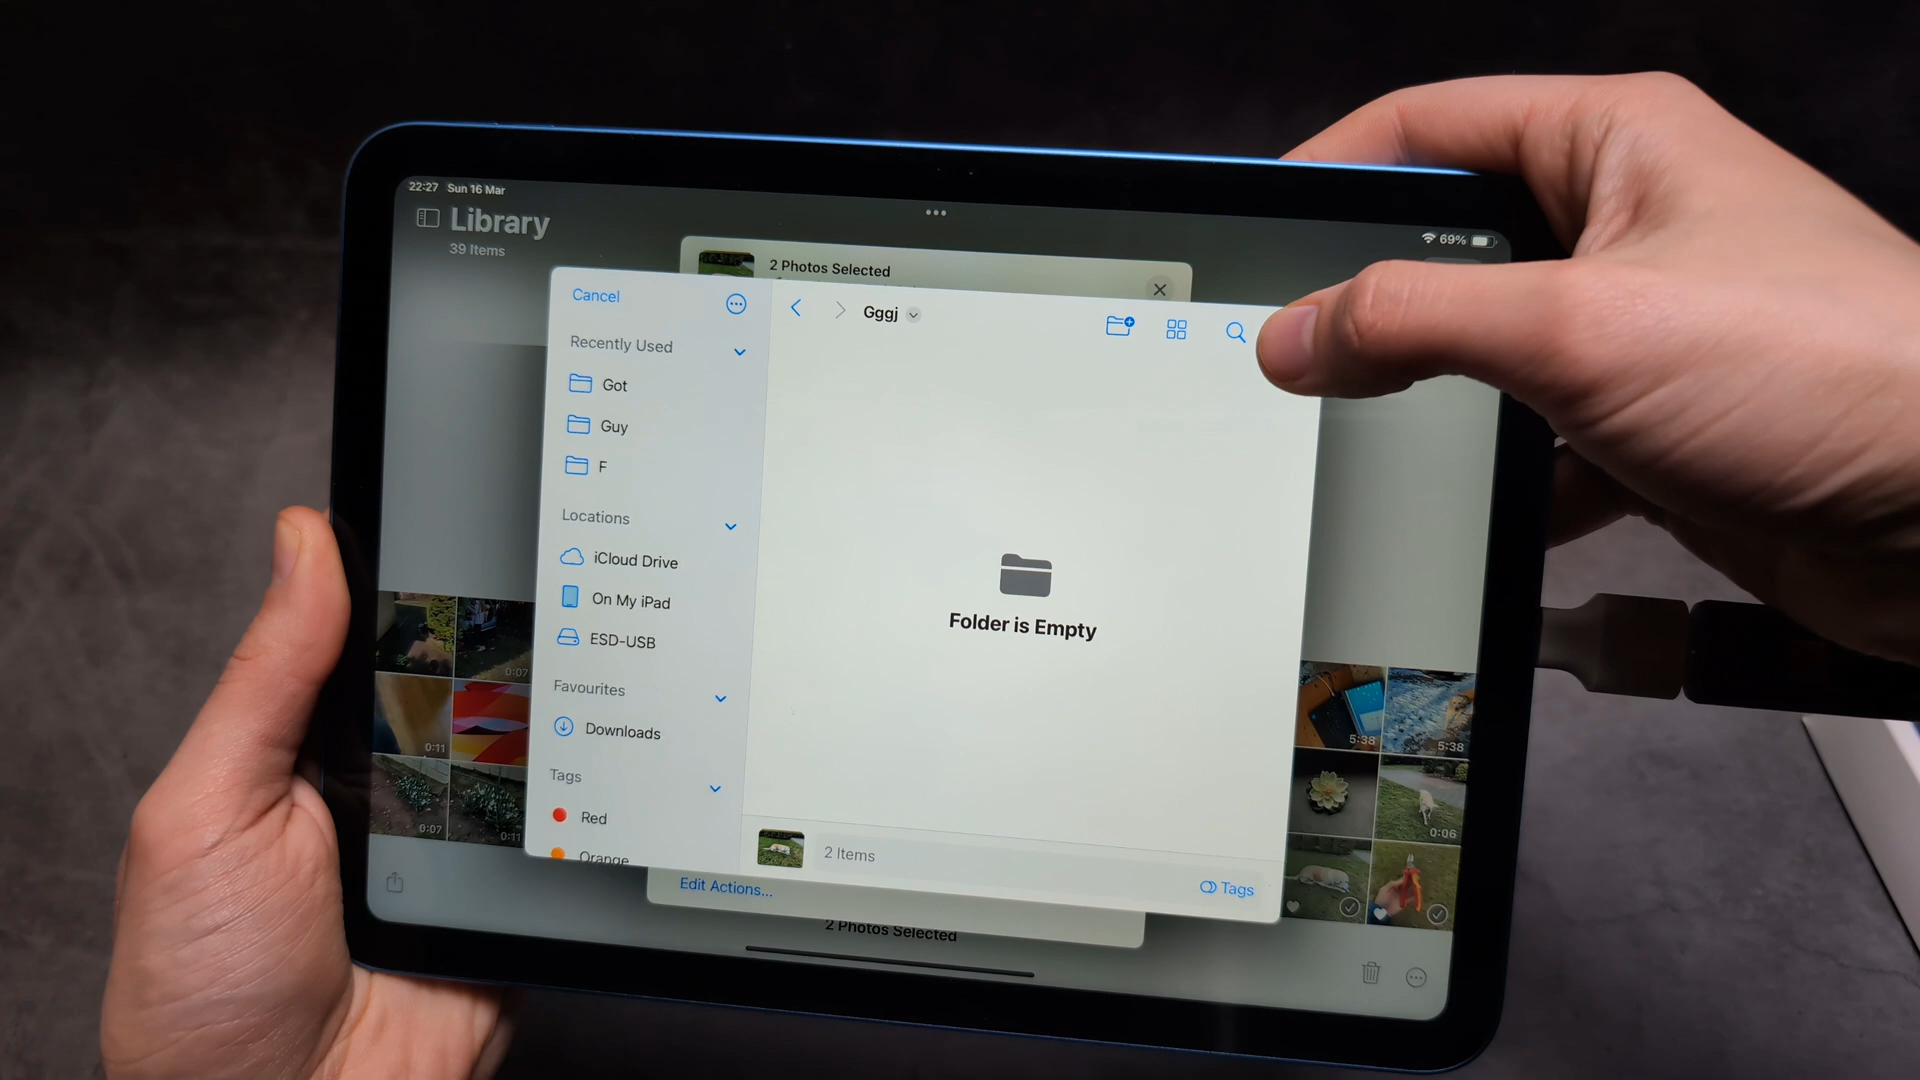 22:27 Sun 16 Mar
69%
Library
39 Items
2 Photos Selected
Cancel
Gggj
Recently Used
Got
Guy
F
Locations
iCloud Drive
On My iPad
ESD-USB
Favourites
Downloads
Tags
Red
Orange
Folder is Empty
2 Items
Tags
Edit Actions...
2 Photos Selected
0:07
0:11
0:07
0:11
5:38
5:38
0:06